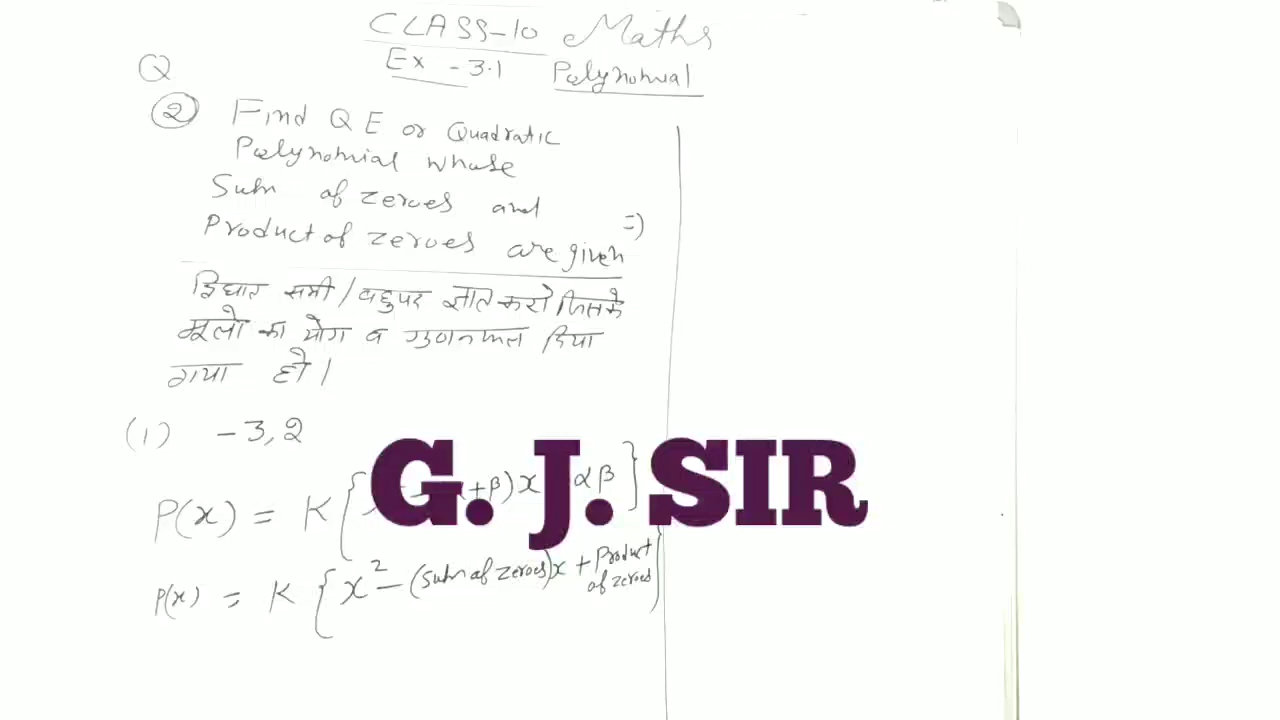 CLASS-10 Maths
Ex - 3.1 Polynomial
Q
② Find QE or Quadratic
Polynomial whose
Sum of zeroes and
Product of zeroes are given =>
द्विघात समी / बहुपद ज्ञात करो जिसके
मूलो का योग व गुणनफल दिया
गया हो।
(1) -3, 2
G. J. SIR
P(x) = K { +β)x αβ }
P(x) = K { x² - (Sum of zeroes)x + Product of zeroes }